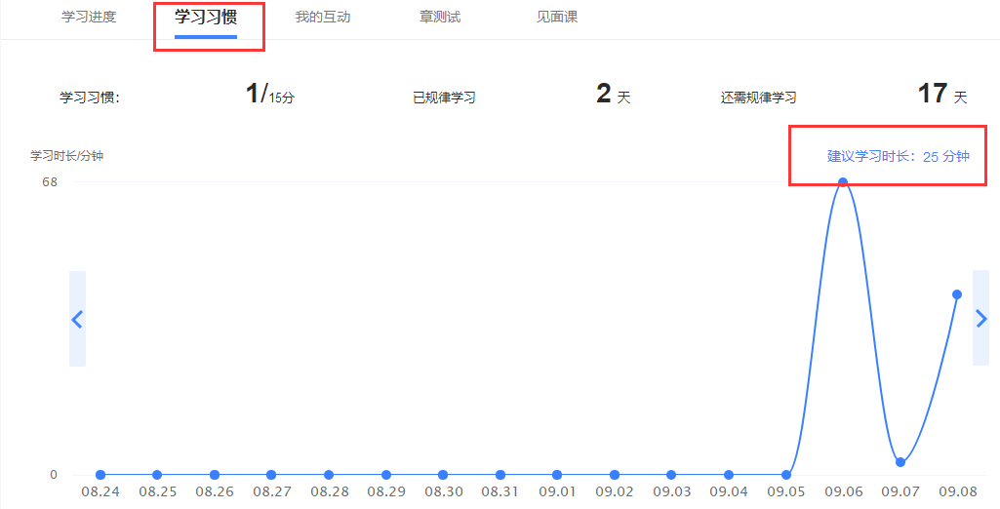 学习进度 学习习惯 我的互动 章测试 见面课
学习习惯： 1/15分 已规律学习 2 天 还需规律学习 17 天
学习时长/分钟 建议学习时长：25 分钟
68
0
08.24 08.25 08.26 08.27 08.28 08.29 08.30 08.31 09.01 09.02 09.03 09.04 09.05 09.06 09.07 09.08